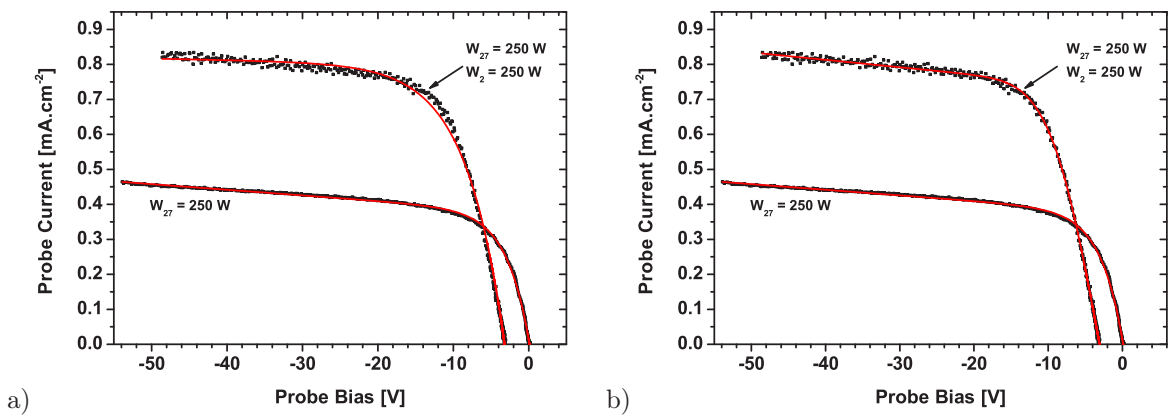 0.9
0.8
0.7
0.6
0.5
0.4
0.3
0.2
0.1
0.0
-50 -40 -30 -20 -10 0
Probe Current [mA.cm-2]
Probe Bias [V]
W27 = 250 W
W2 = 250 W
W27 = 250 W
a)
0.9
0.8
0.7
0.6
0.5
0.4
0.3
0.2
0.1
0.0
-50 -40 -30 -20 -10 0
Probe Current [mA.cm-2]
Probe Bias [V]
W27 = 250 W
W2 = 250 W
W27 = 250 W
b)